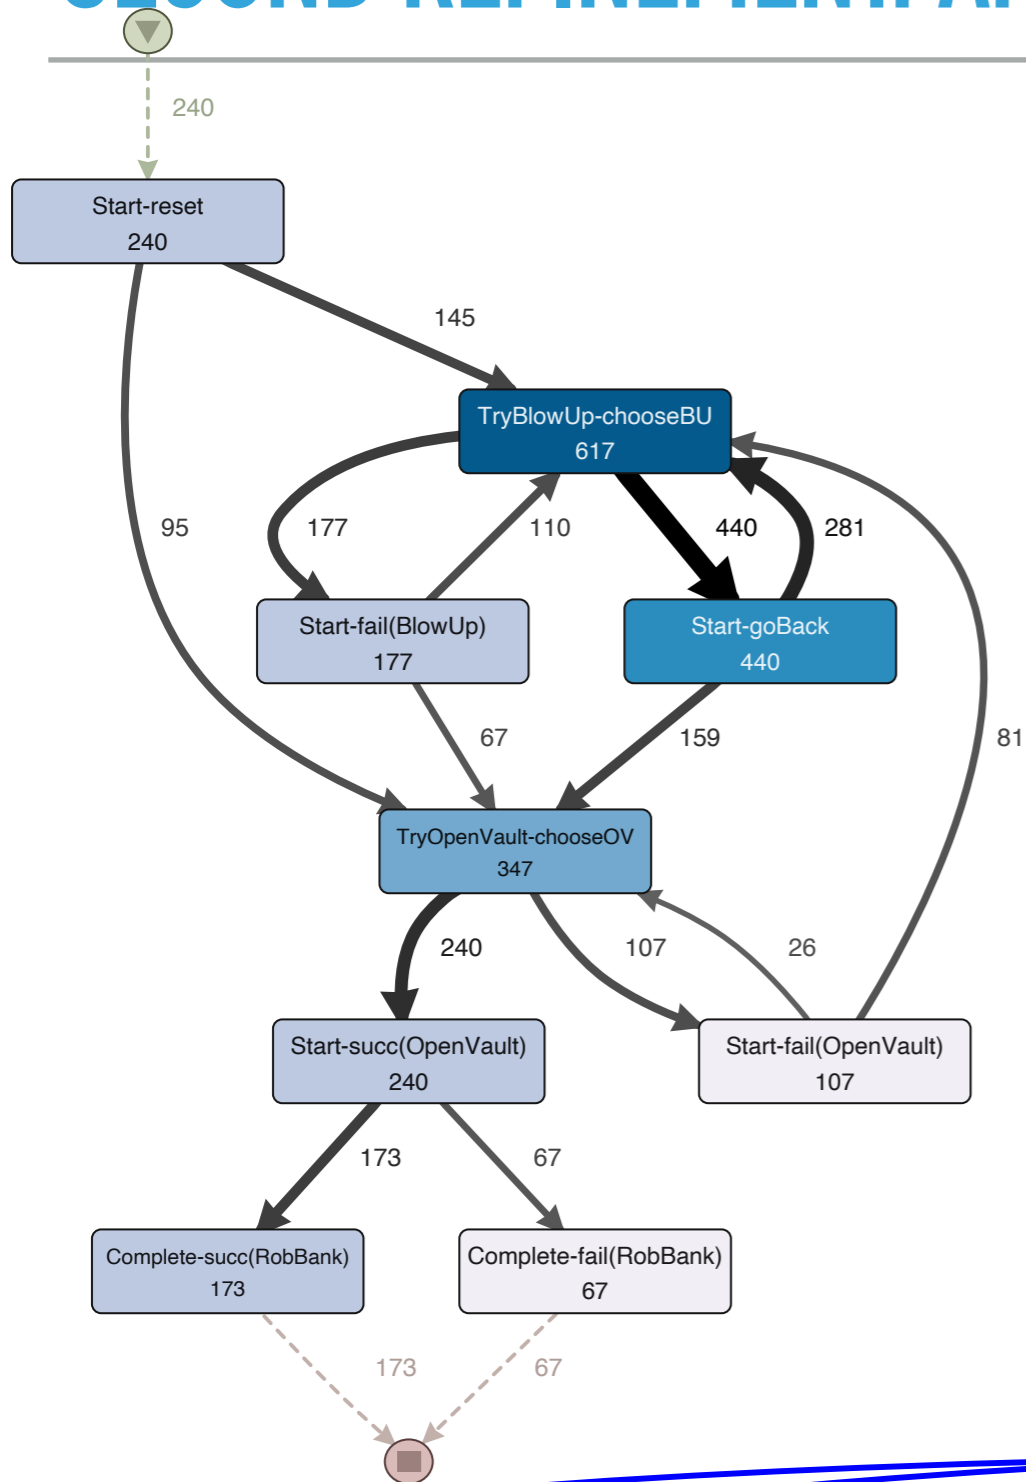 240
Start-reset
240
145
TryBlowUp-chooseBU
617
95
177
110
440
281
Start-fail(BlowUp)
177
Start-goBack
440
67
159
81
TryOpenVault-chooseOV
347
240
107
26
Start-succ(OpenVault)
240
Start-fail(OpenVault)
107
173
67
Complete-succ(RobBank)
173
Complete-fail(RobBank)
67
173
67